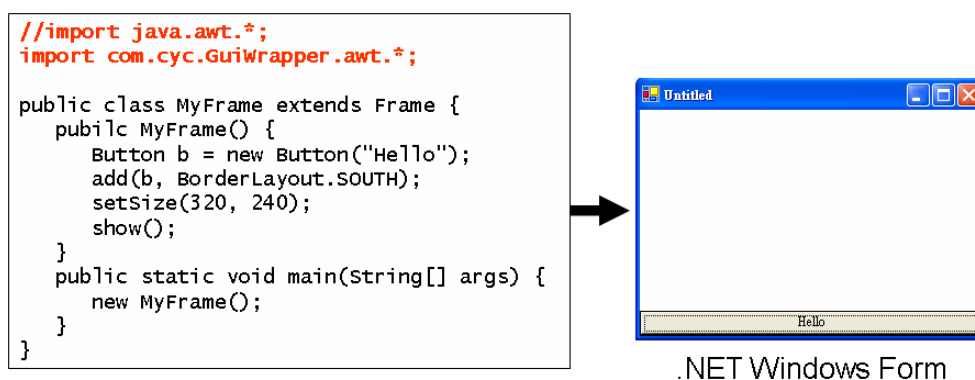 //import java.awt.*;
import com.cyc.GuiWrapper.awt.*;
public class MyFrame extends Frame {
pubilc MyFrame() {
Button b = new Button("Hello");
add(b, BorderLayout.SOUTH);
setSize(320, 240);
show();
}
public static void main(String[] args) {
new MyFrame();
}
}
Untitled
Hello
.NET Windows Form